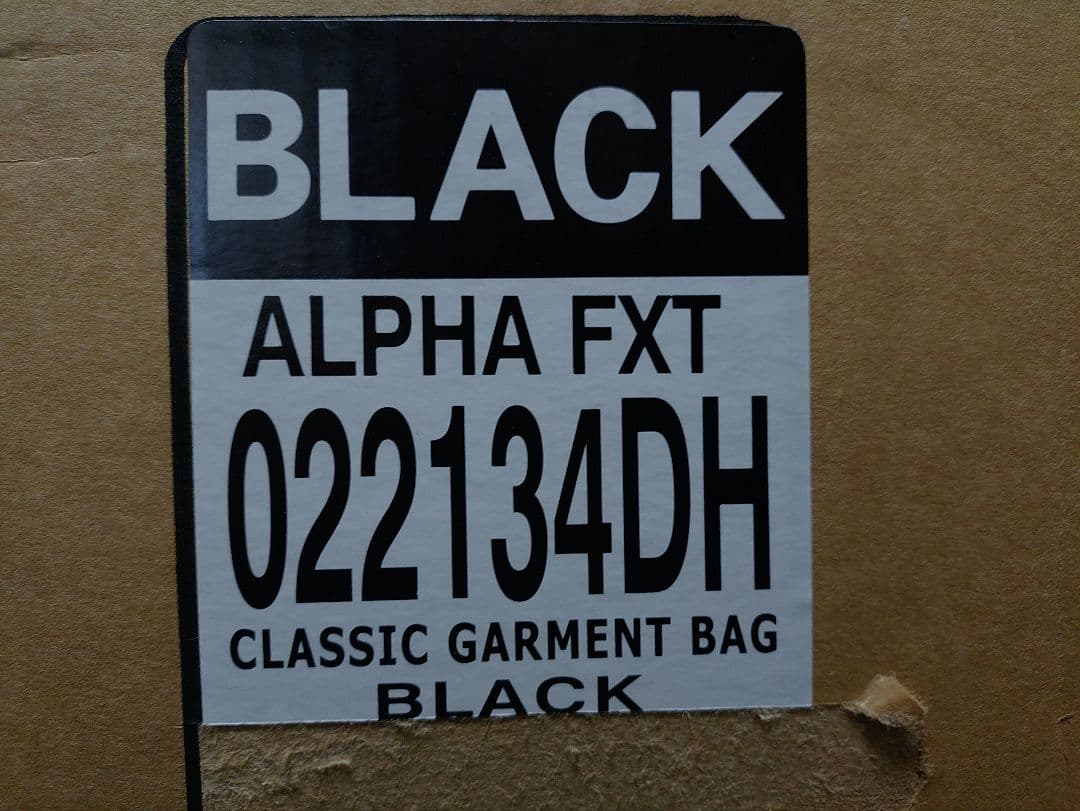 BLACK
ALPHA FXT
022134DH
CLASSIC GARMENT BAG
BLACK